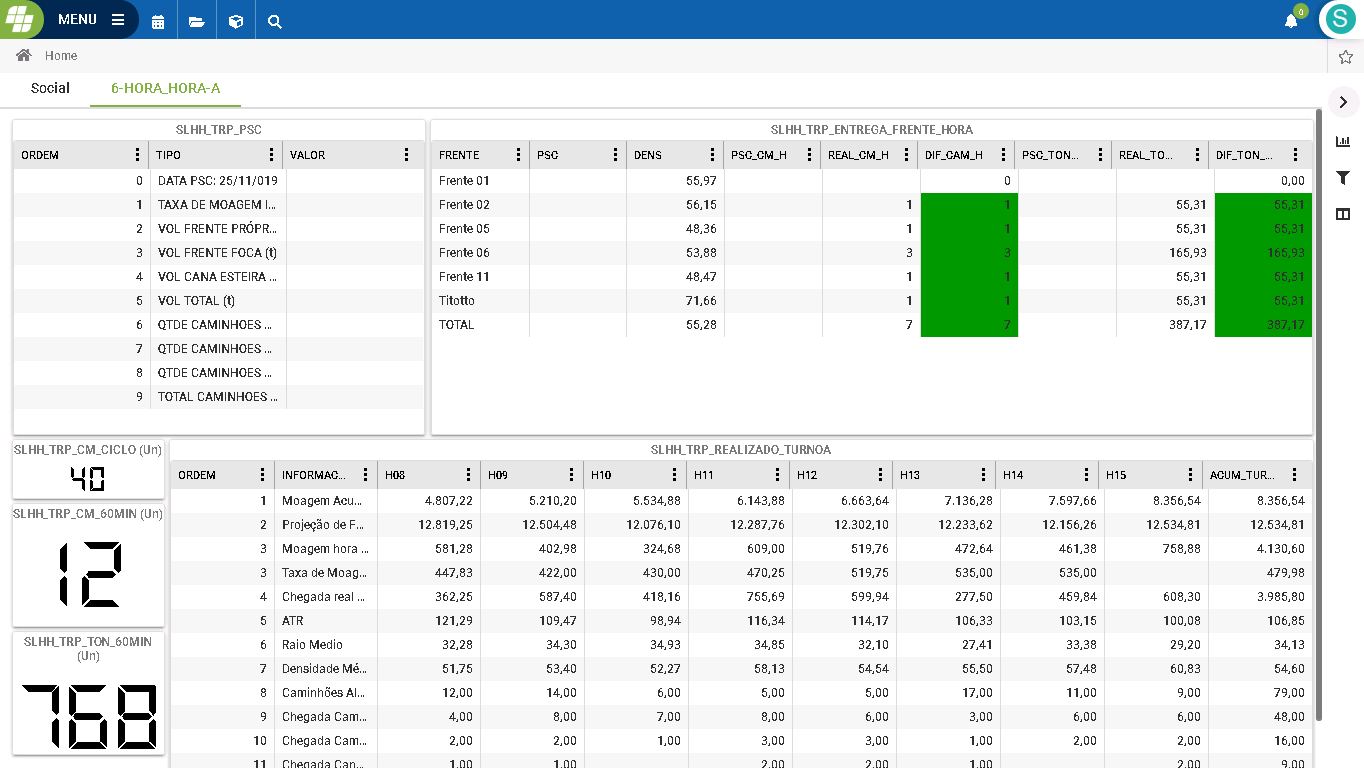 MENU
0
S
Home
Social 6-HORA_HORA-A
SLHH_TRP_PSC
ORDEM TIPO VALOR
0 DATA PSC: 25/11/019
1 TAXA DE MOAGEM I...
2 VOL FRENTE PRÓPR...
3 VOL FRENTE FOCA (t)
4 VOL CANA ESTEIRA ...
5 VOL TOTAL (t)
6 QTDE CAMINHOES ...
7 QTDE CAMINHOES ...
8 QTDE CAMINHOES ...
9 TOTAL CAMINHOES ...
SLHH_TRP_ENTREGA_FRENTE_HORA
FRENTE PSC DENS PSC_CM_H REAL_CM_H DIF_CAM_H PSC_TON... REAL_TO... DIF_TON_...
Frente 01 55,97 0 0,00
Frente 02 56,15 1 1 55,31 55,31
Frente 05 48,36 1 1 55,31 55,31
Frente 06 53,88 3 3 165,93 165,93
Frente 11 48,47 1 1 55,31 55,31
Titotto 71,66 1 1 55,31 55,31
TOTAL 55,28 7 7 387,17 387,17
SLHH_TRP_CM_CICLO (Un)
40
SLHH_TRP_CM_60MIN (Un)
12
SLHH_TRP_TON_60MIN
(Un)
768
SLHH_TRP_REALIZADO_TURNOA
ORDEM INFORMAC... H08 H09 H10 H11 H12 H13 H14 H15 ACUM_TUR...
1 Moagem Acu... 4.807,22 5.210,20 5.534,88 6.143,88 6.663,64 7.136,28 7.597,66 8.356,54 8.356,54
2 Projeção de F... 12.819,25 12.504,48 12.076,10 12.287,76 12.302,10 12.233,62 12.156,26 12.534,81 12.534,81
3 Moagem hora ... 581,28 402,98 324,68 609,00 519,76 472,64 461,38 758,88 4.130,60
3 Taxa de Moag... 447,83 422,00 430,00 470,25 519,75 535,00 535,00 479,98
4 Chegada real ... 362,25 587,40 418,16 755,69 599,94 277,50 459,84 608,30 3.985,80
5 ATR 121,29 109,47 98,94 116,34 114,17 106,33 103,15 100,08 106,85
6 Raio Medio 32,28 34,30 34,93 34,85 32,10 27,41 33,38 29,20 34,13
7 Densidade Mé... 51,75 53,40 52,27 58,13 54,54 55,50 57,48 60,83 54,60
8 Caminhões Al... 12,00 14,00 6,00 5,00 5,00 17,00 11,00 9,00 79,00
9 Chegada Cam... 4,00 8,00 7,00 8,00 6,00 3,00 6,00 6,00 48,00
10 Chegada Cam... 2,00 2,00 1,00 3,00 3,00 1,00 2,00 2,00 16,00
11 Chegada Can... 1,00 1,00 2,00 2,00 1,00 2,00 9,00